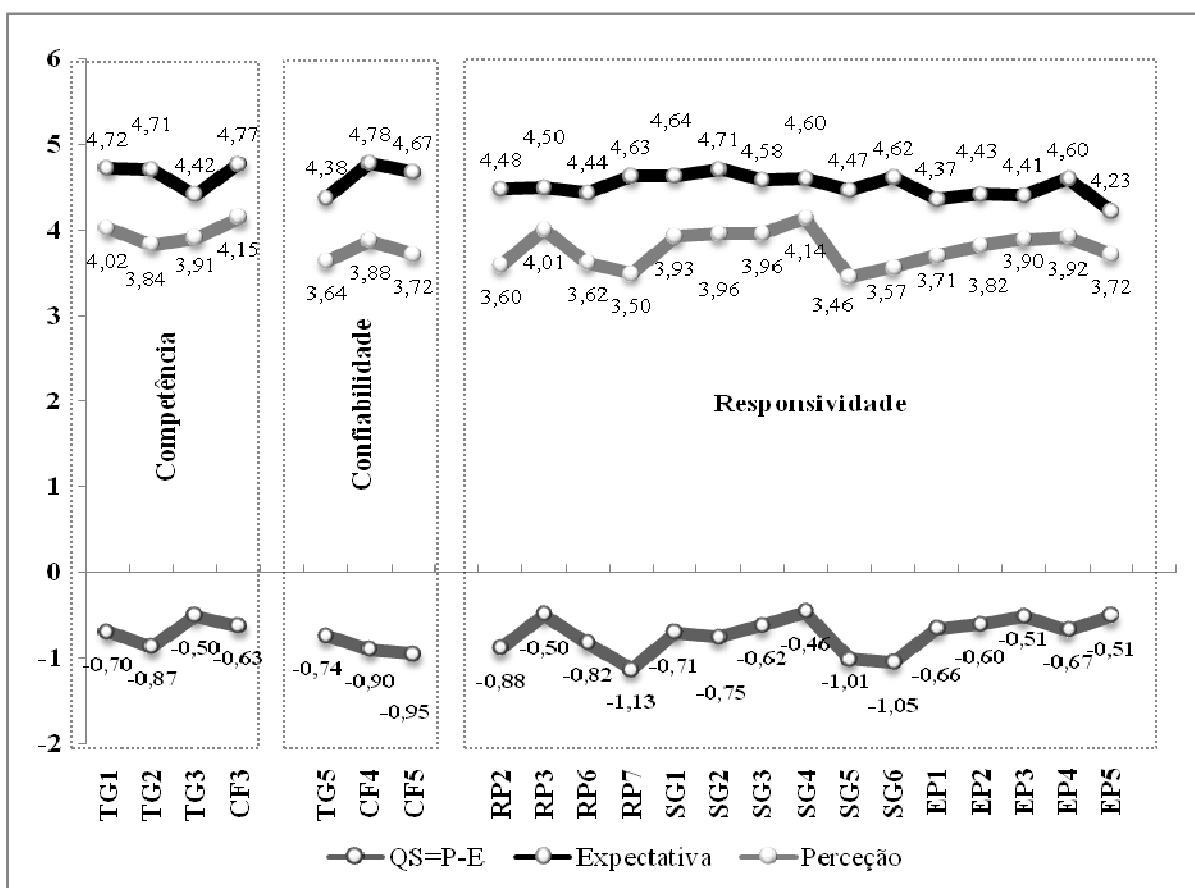 6
5
4
3
2
1
0
-1
-2
4,72 4,71 4,42 4,77
4,02 3,84 3,91 4,15
Competência
-0,70 -0,87 -0,50 -0,63
4,38 4,78 4,67
3,64 3,88 3,72
Confiabilidade
-0,74 -0,90 -0,95
4,48 4,50 4,44 4,63 4,64 4,71 4,58 4,60 4,47 4,62 4,37 4,43 4,41 4,60 4,23
3,60 4,01 3,62 3,50 3,93 3,96 3,96 4,14 3,46 3,57 3,71 3,82 3,90 3,92 3,72
Responsividade
-0,88 -0,50 -0,82 -1,13 -0,71 -0,75 -0,62 -0,46 -1,01 -1,05 -0,66 -0,60 -0,51 -0,67 -0,51
TG1 TG2 TG3 CF3 TG5 CF4 CF5 RP2 RP3 RP6 RP7 SG1 SG2 SG3 SG4 SG5 SG6 EP1 EP2 EP3 EP4 EP5
QS=P-E Expectativa Perceção